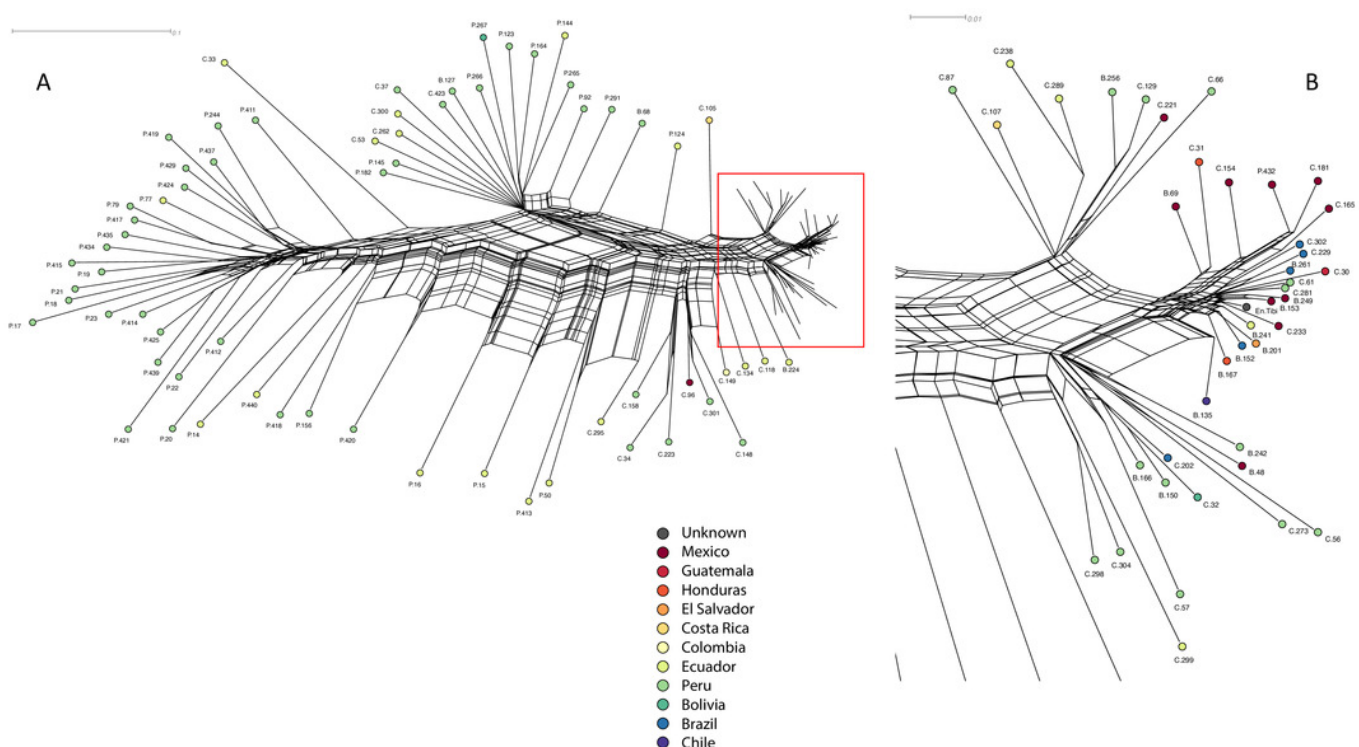 0.1
A
P.267
P.123
P.164
P.144
C.33
C.37
B.127
P.266
P.265
C.423
C.300
P.92
P.291
B.68
P.411
P.244
C.262
C.53
C.105
P.124
P.419
P.437
P.145
P.182
P.429
P.424
P.77
P.79
P.417
P.435
P.434
P.415
P.19
P.21
P.18
P.17
P.23
P.414
P.425
P.412
P.439
P.22
P.440
P.421
P.20
P.14
P.418
P.156
P.420
P.16
P.15
P.413
P.50
C.295
C.158
C.34
C.223
C.96
C.301
C.148
C.149
C.134
C.118
B.224
Unknown
Mexico
Guatemala
Honduras
El Salvador
Costa Rica
Colombia
Ecuador
Peru
Bolivia
Brazil
Chile
0.01
B
C.238
C.87
C.107
C.289
B.256
C.129
C.221
C.66
C.31
C.154
P.432
C.181
B.69
C.165
C.302
C.229
B.261
C.30
C.61
C.281
B.249
B.153
En.Tibi
C.233
B.241
B.201
B.152
B.167
B.135
B.242
C.202
B.48
B.166
B.150
C.32
C.273
C.56
C.298
C.304
C.57
C.299